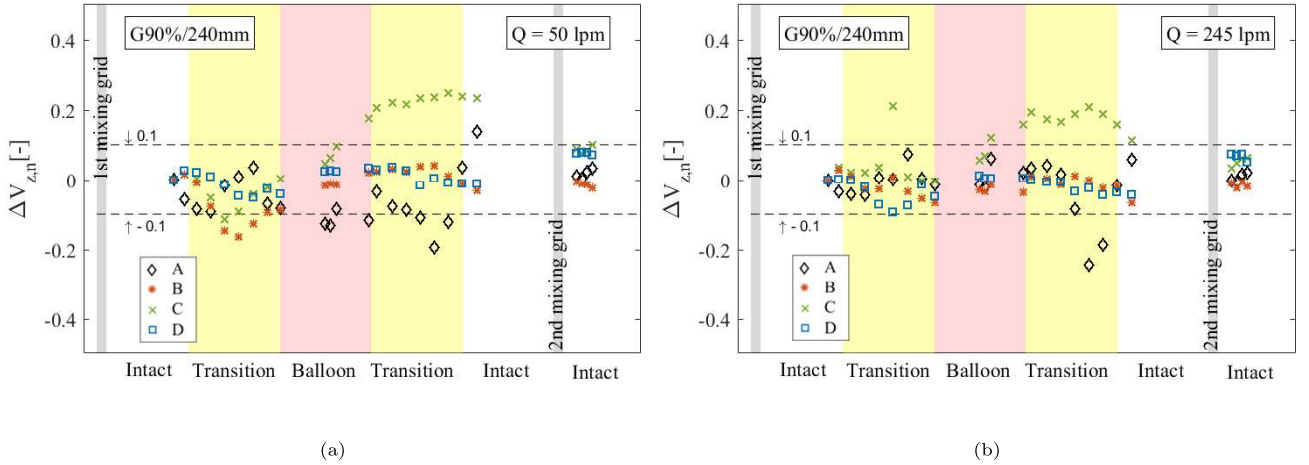 G90%/240mm
Q = 50 lpm
0.4
0.2
0
-0.2
-0.4
ΔV z,n [-]
1st mixing grid
↓ 0.1
↑ - 0.1
2nd mixing grid
A
B
C
D
Intact Transition Balloon Transition Intact Intact
(a)
G90%/240mm
Q = 245 lpm
0.4
0.2
0
-0.2
-0.4
ΔV z,n [-]
1st mixing grid
↓ 0.1
↑ - 0.1
2nd mixing grid
A
B
C
D
Intact Transition Balloon Transition Intact Intact
(b)